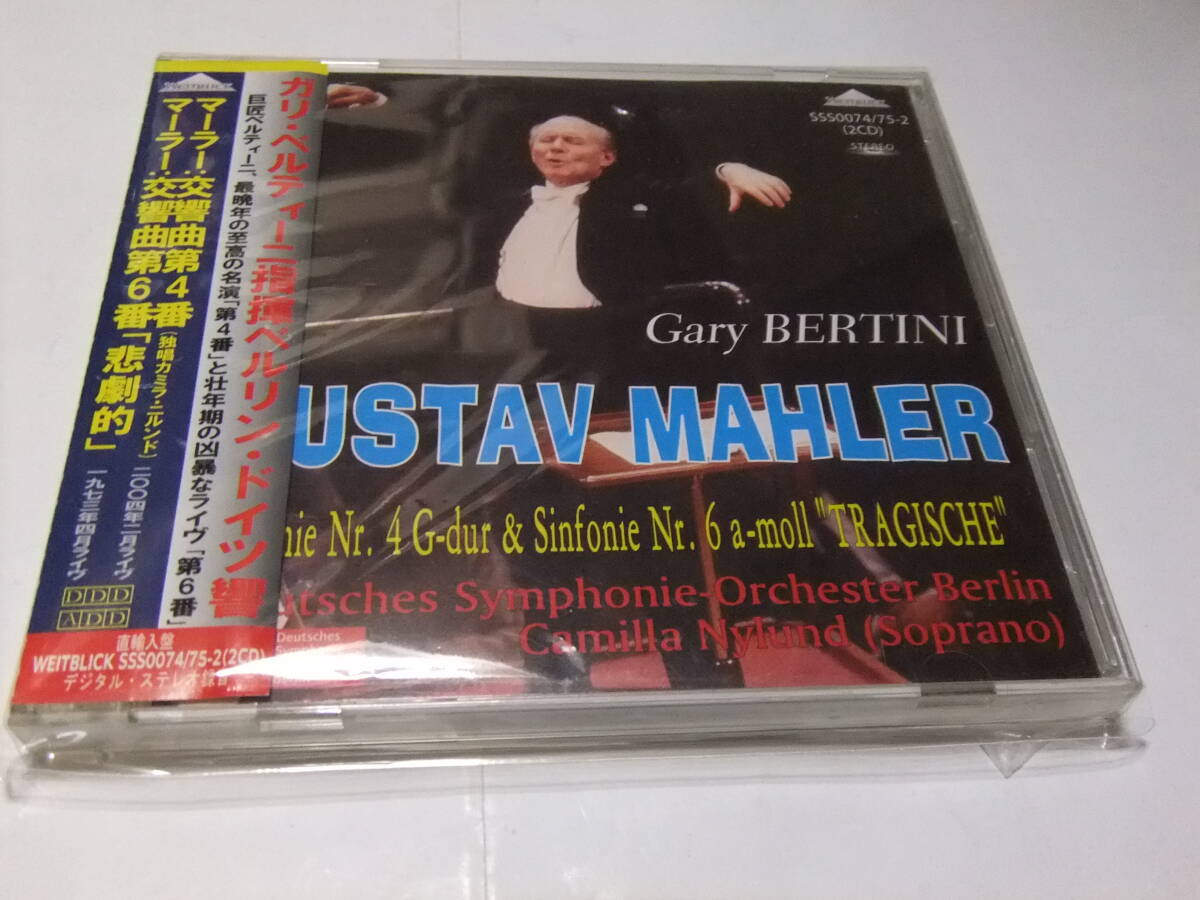 ガリ・ベルティーニ指揮ベルリン・ドイツ響
巨匠ベルティーニ、最晩年の至高の名演「第4番」と壮年期の凶暴なライヴ「第6番」
WEITBLICK
マーラー:交響曲第4番(独唱カミラ・ニルンド)二〇〇四年二月ライヴ
マーラー:交響曲第6番「悲劇的」一九七三年四月ライヴ
DDD
ADD
直輸入盤
WEITBLICK SSS0074/75-2(2CD)
デジタル・ステレオ録音
WEITBLICK
SSS0074/75-2
(2CD)
STEREO
Gary BERTINI
USTAV MAHLER
nie Nr. 4 G-dur & Sinfonie Nr. 6 a-moll "TRAGISCHE"
utsches Symphonie-Orchester Berlin
Camilla Nylund (Soprano)
Deutsches